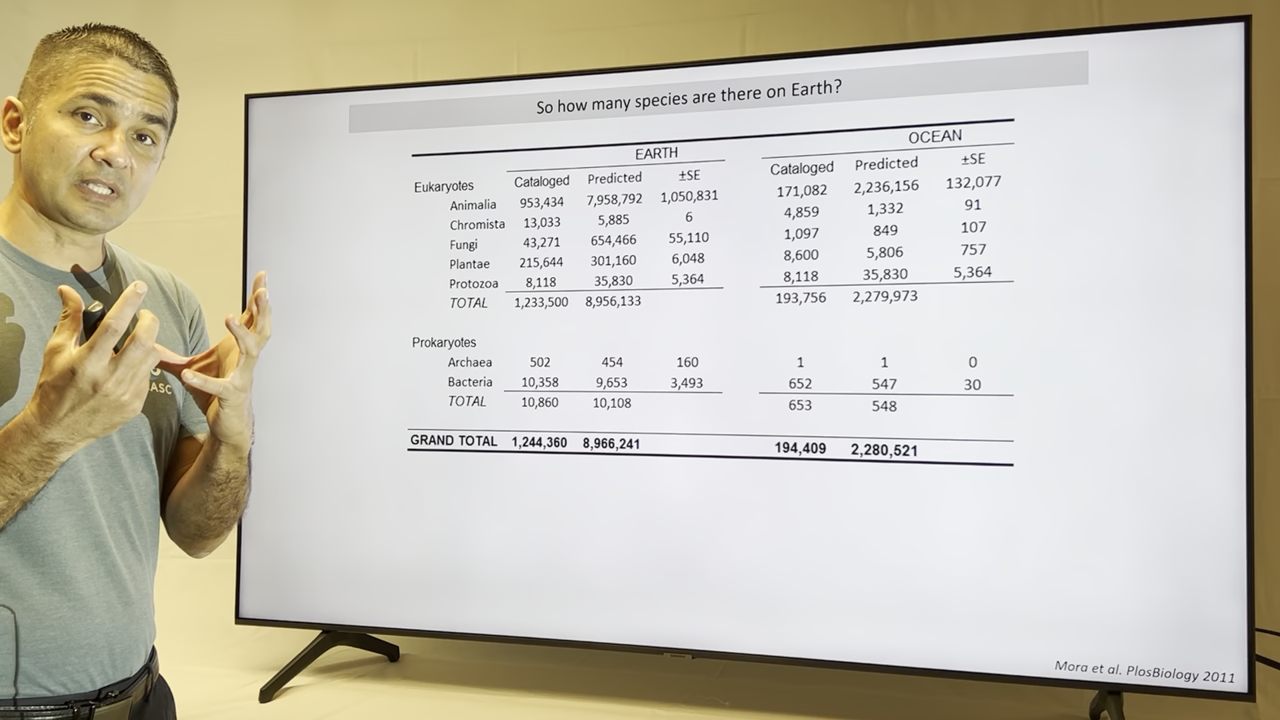 So how many species are there on Earth?
EARTH OCEAN
Eukaryotes Cataloged Predicted ±SE Cataloged Predicted ±SE
Animalia 953,434 7,958,792 1,050,831 171,082 2,236,156 132,077
Chromista 13,033 5,885 6 4,859 1,332 91
Fungi 43,271 654,466 55,110 1,097 849 107
Plantae 215,644 301,160 6,048 8,600 5,806 757
Protozoa 8,118 35,830 5,364 8,118 35,830 5,364
TOTAL 1,233,500 8,956,133 193,756 2,279,973
Prokaryotes
Archaea 502 454 160 1 1 0
Bacteria 10,358 9,653 3,493 652 547 30
TOTAL 10,860 10,108 653 548
GRAND TOTAL 1,244,360 8,966,241 194,409 2,280,521
Mora et al. PlosBiology 2011